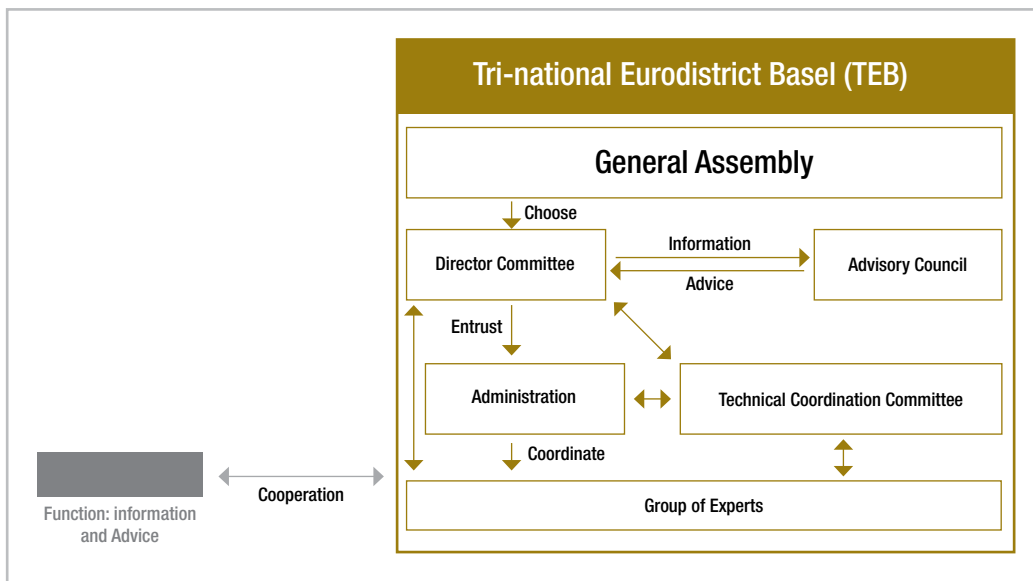 Tri-national Eurodistrict Basel (TEB)
General Assembly
Choose
Director Committee
Information
Advice
Advisory Council
Entrust
Administration
Technical Coordination Committee
Coordinate
Cooperation
Function: information
and Advice
Group of Experts